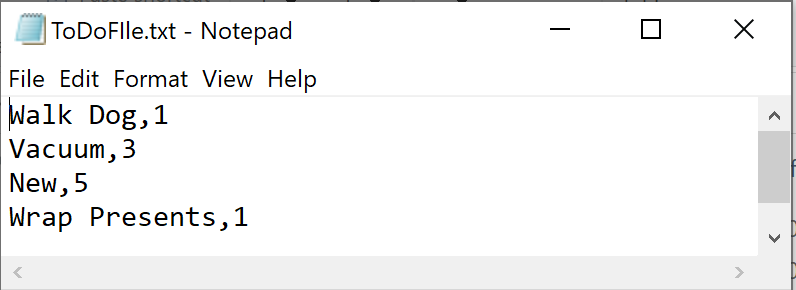 ToDoFIle.txt - Notepad
File Edit Format View Help
Walk Dog,1
Vacuum,3
New,5
Wrap Presents,1